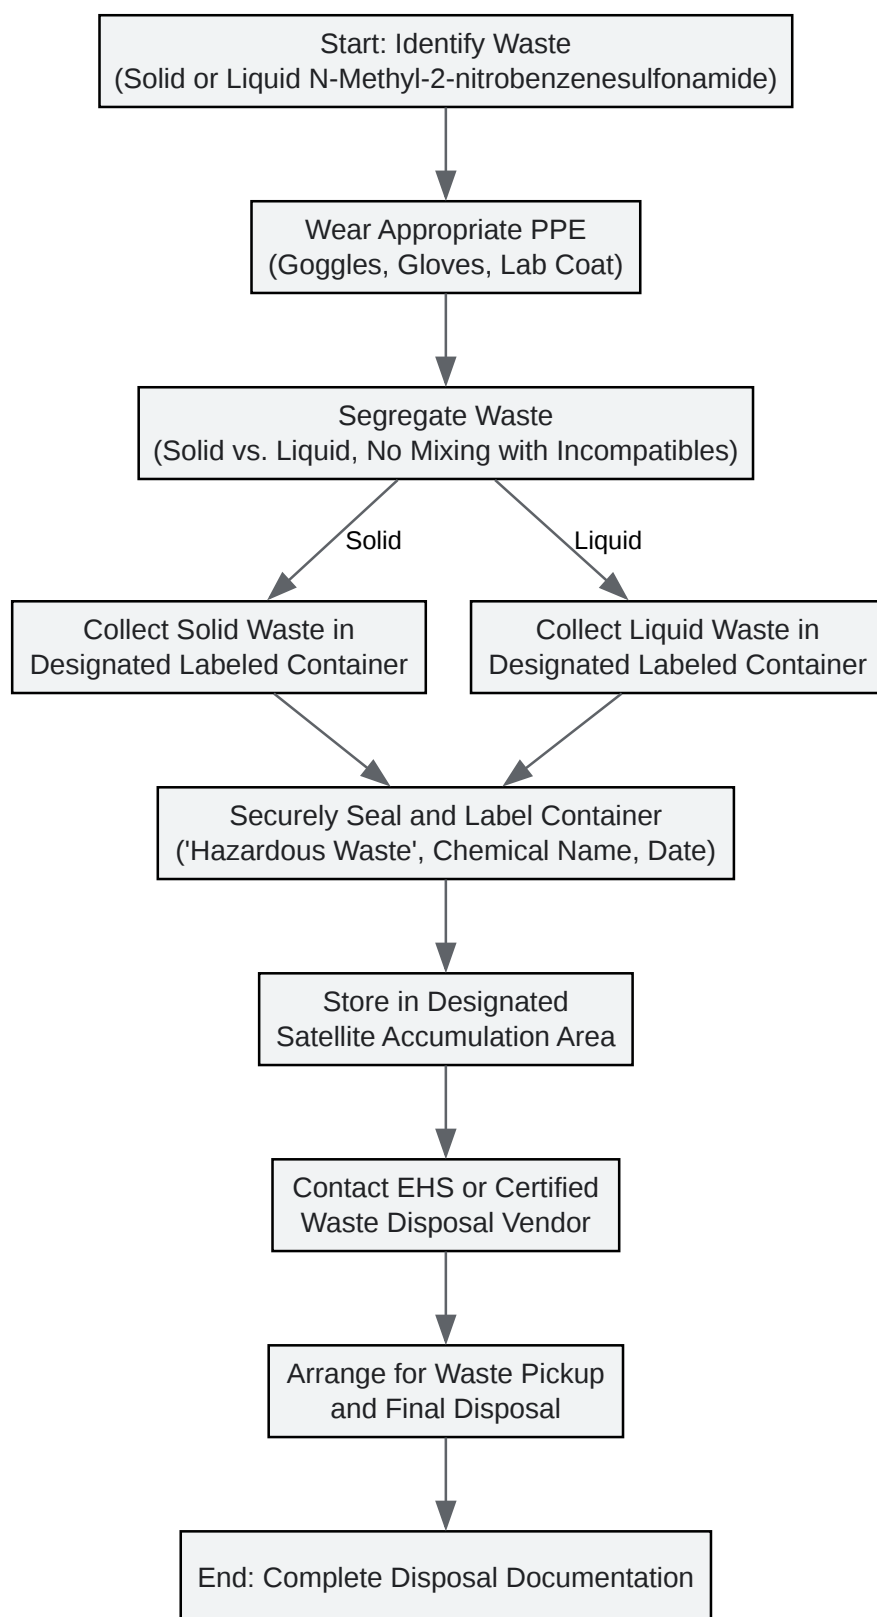 Start: Identify Waste
(Solid or Liquid N-Methyl-2-nitrobenzenesulfonamide)
Wear Appropriate PPE
(Goggles, Gloves, Lab Coat)
Segregate Waste
(Solid vs. Liquid, No Mixing with Incompatibles)
Solid
Liquid
Collect Solid Waste in
Designated Labeled Container
Collect Liquid Waste in
Designated Labeled Container
Securely Seal and Label Container
('Hazardous Waste', Chemical Name, Date)
Store in Designated
Satellite Accumulation Area
Contact EHS or Certified
Waste Disposal Vendor
Arrange for Waste Pickup
and Final Disposal
End: Complete Disposal Documentation